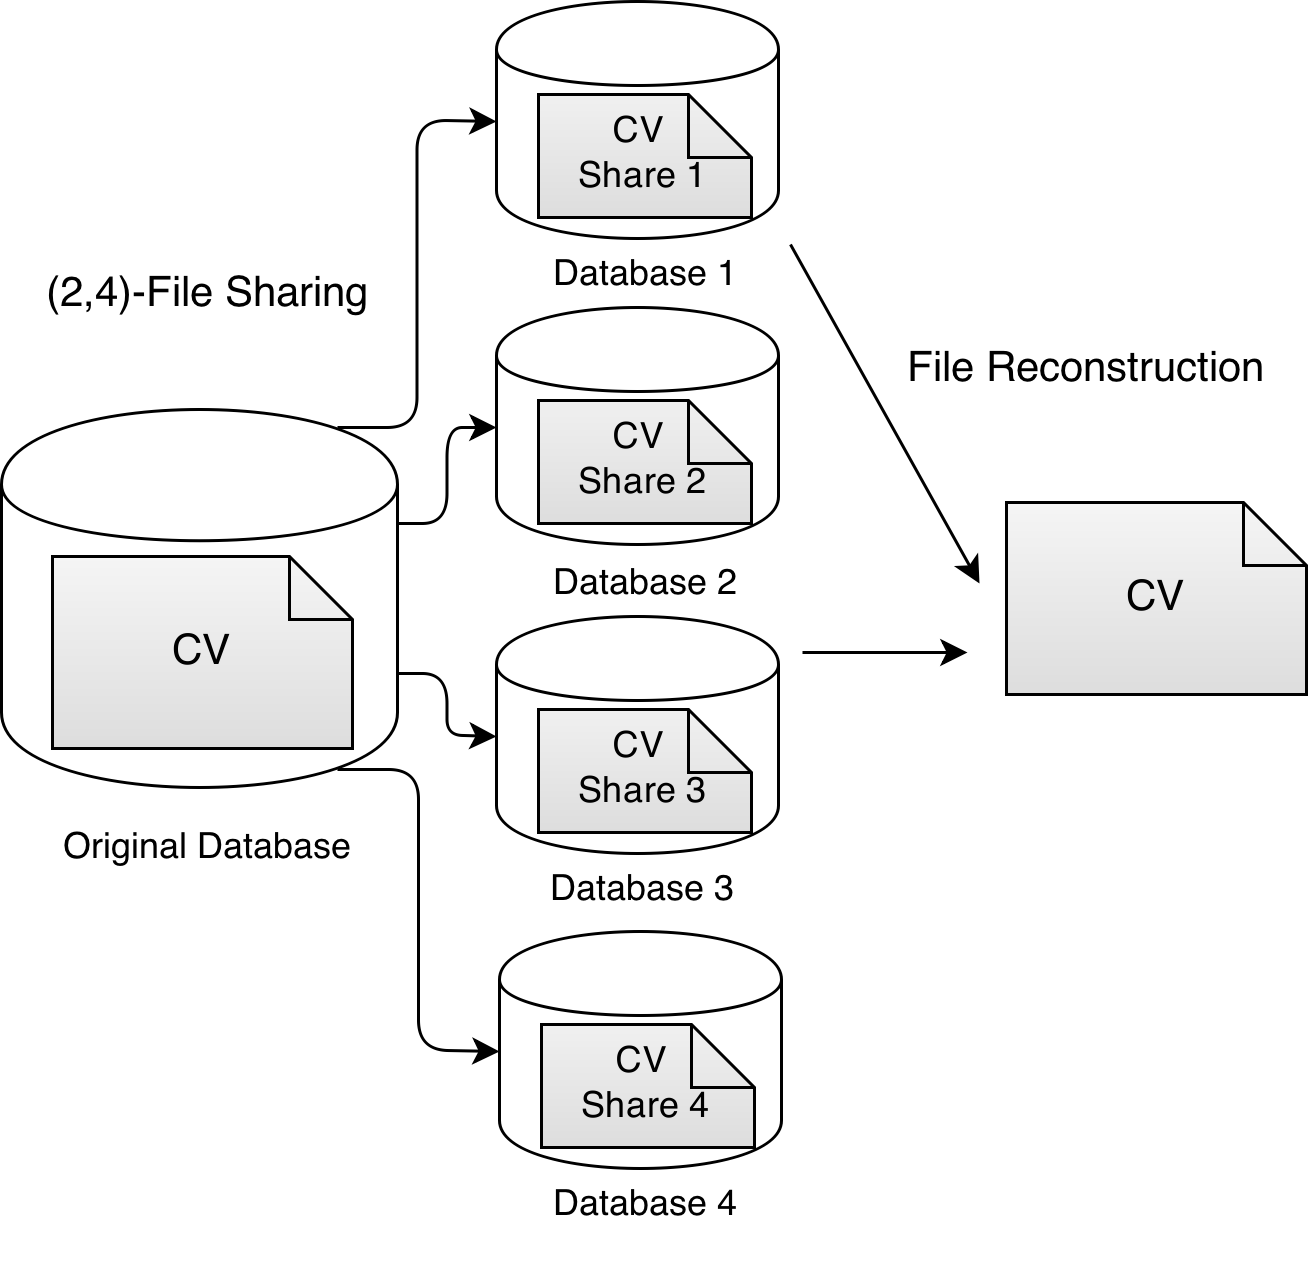 CV
Share 1
Database 1
(2,4)-File Sharing
File Reconstruction
CV
Share 2
Database 2
CV
CV
Original Database
CV
Share 3
Database 3
CV
Share 4
Database 4